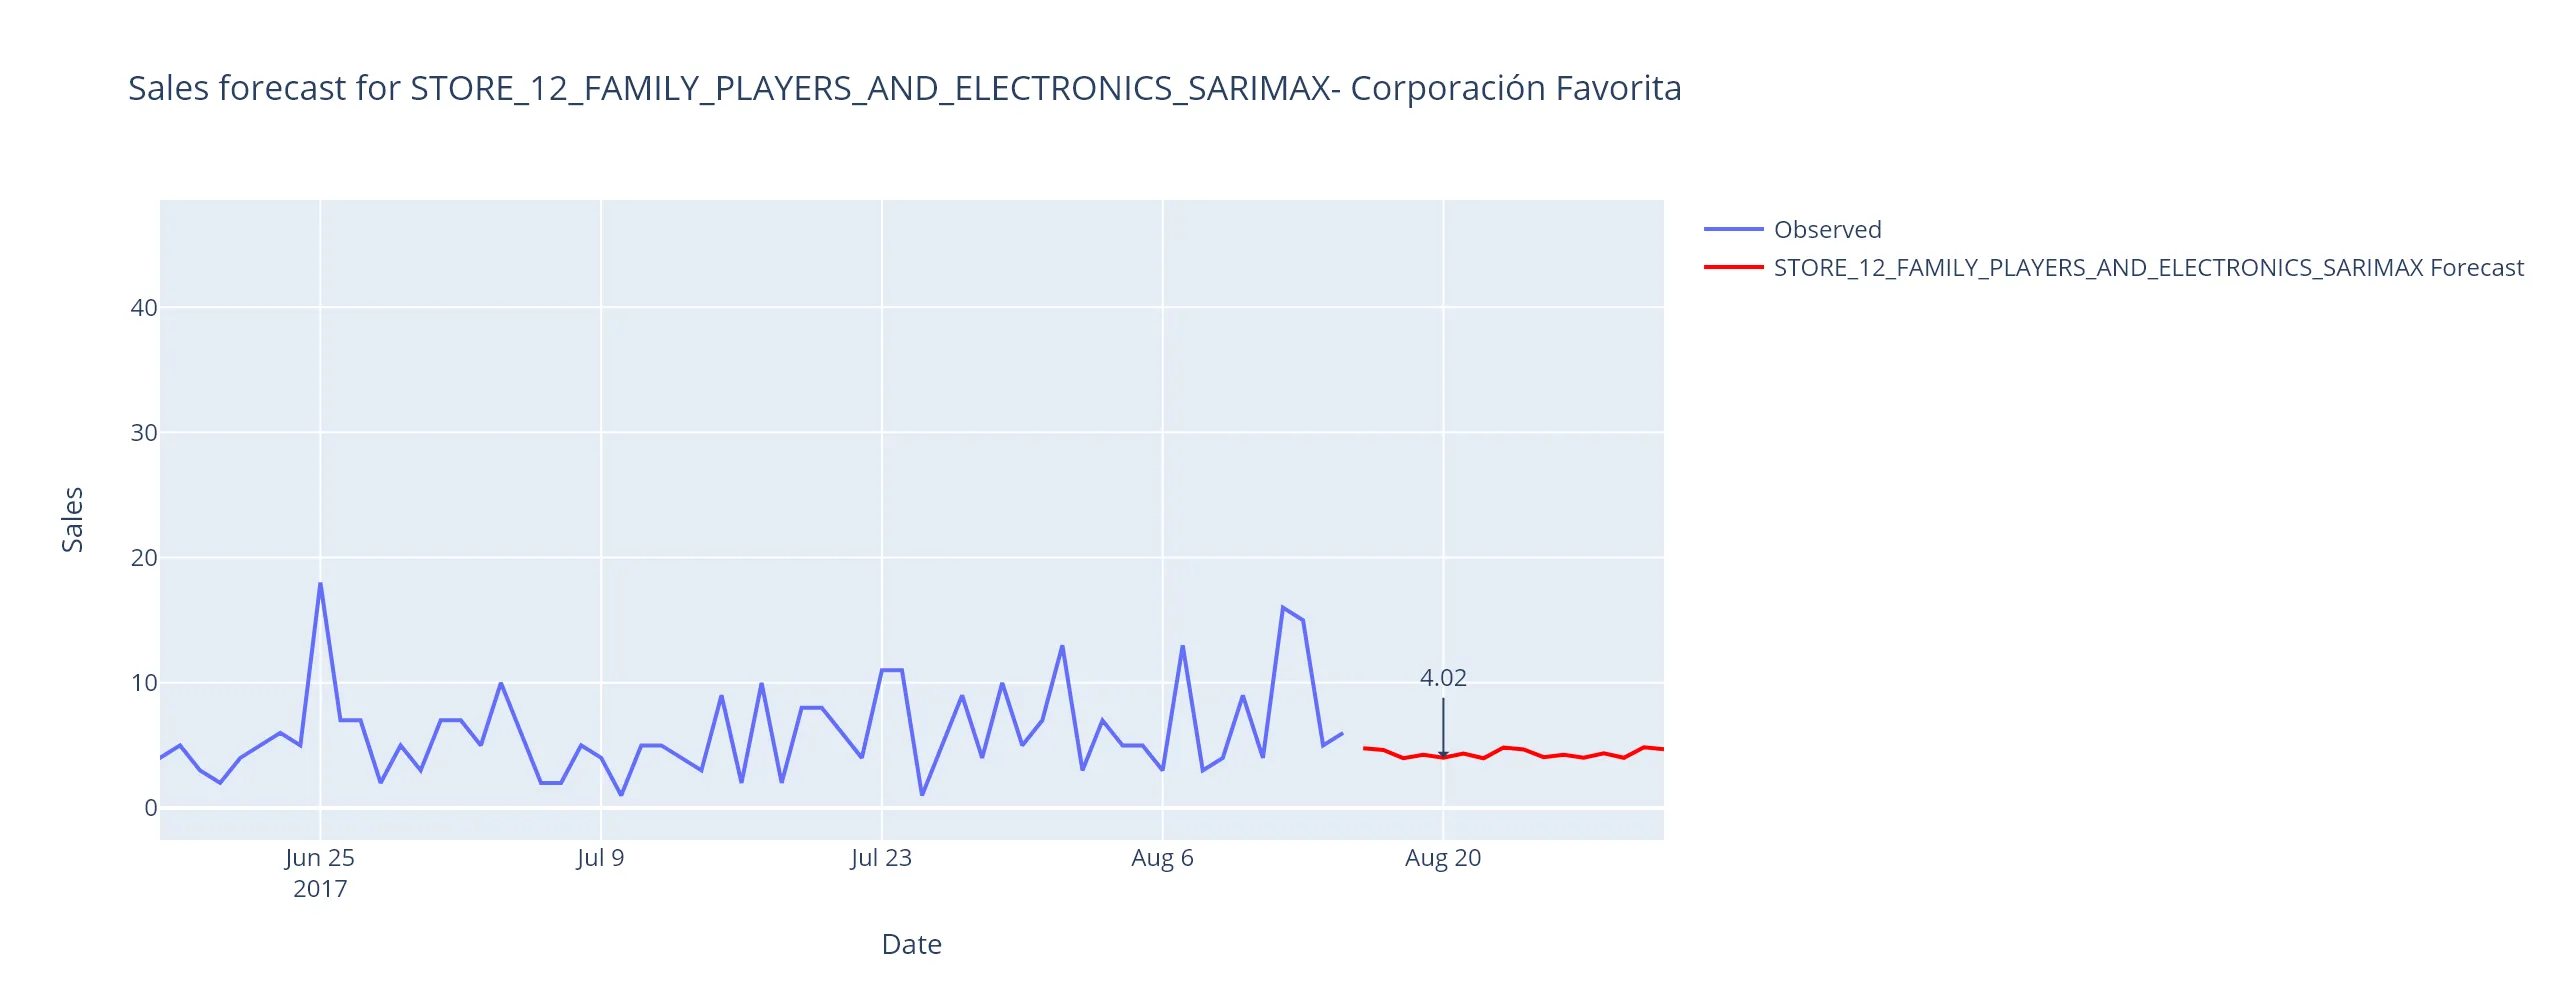 Sales forecast for STORE_12_FAMILY_PLAYERS_AND_ELECTRONICS_SARIMAX- Corporación Favorita
Observed
STORE_12_FAMILY_PLAYERS_AND_ELECTRONICS_SARIMAX Forecast
40
30
20
10
0
Sales
4.02
Jun 25
2017
Jul 9
Jul 23
Aug 6
Aug 20
Date